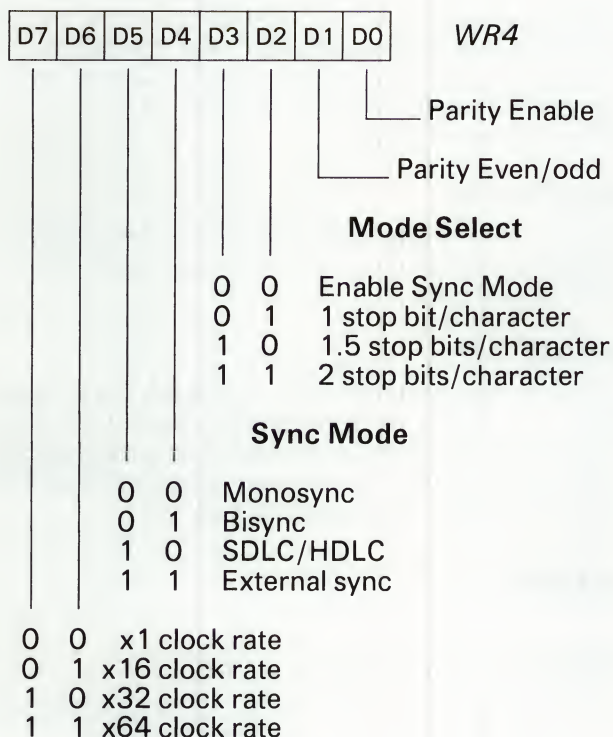 D7 D6 D5 D4 D3 D2 D1 D0 WR4
Parity Enable
Parity Even/odd
Mode Select
0 0 Enable Sync Mode
0 1 1 stop bit/character
1 0 1.5 stop bits/character
1 1 2 stop bits/character
Sync Mode
0 0 Monosync
0 1 Bisync
1 0 SDLC/HDLC
1 1 External sync
0 0 x1 clock rate
0 1 x16 clock rate
1 0 x32 clock rate
1 1 x64 clock rate